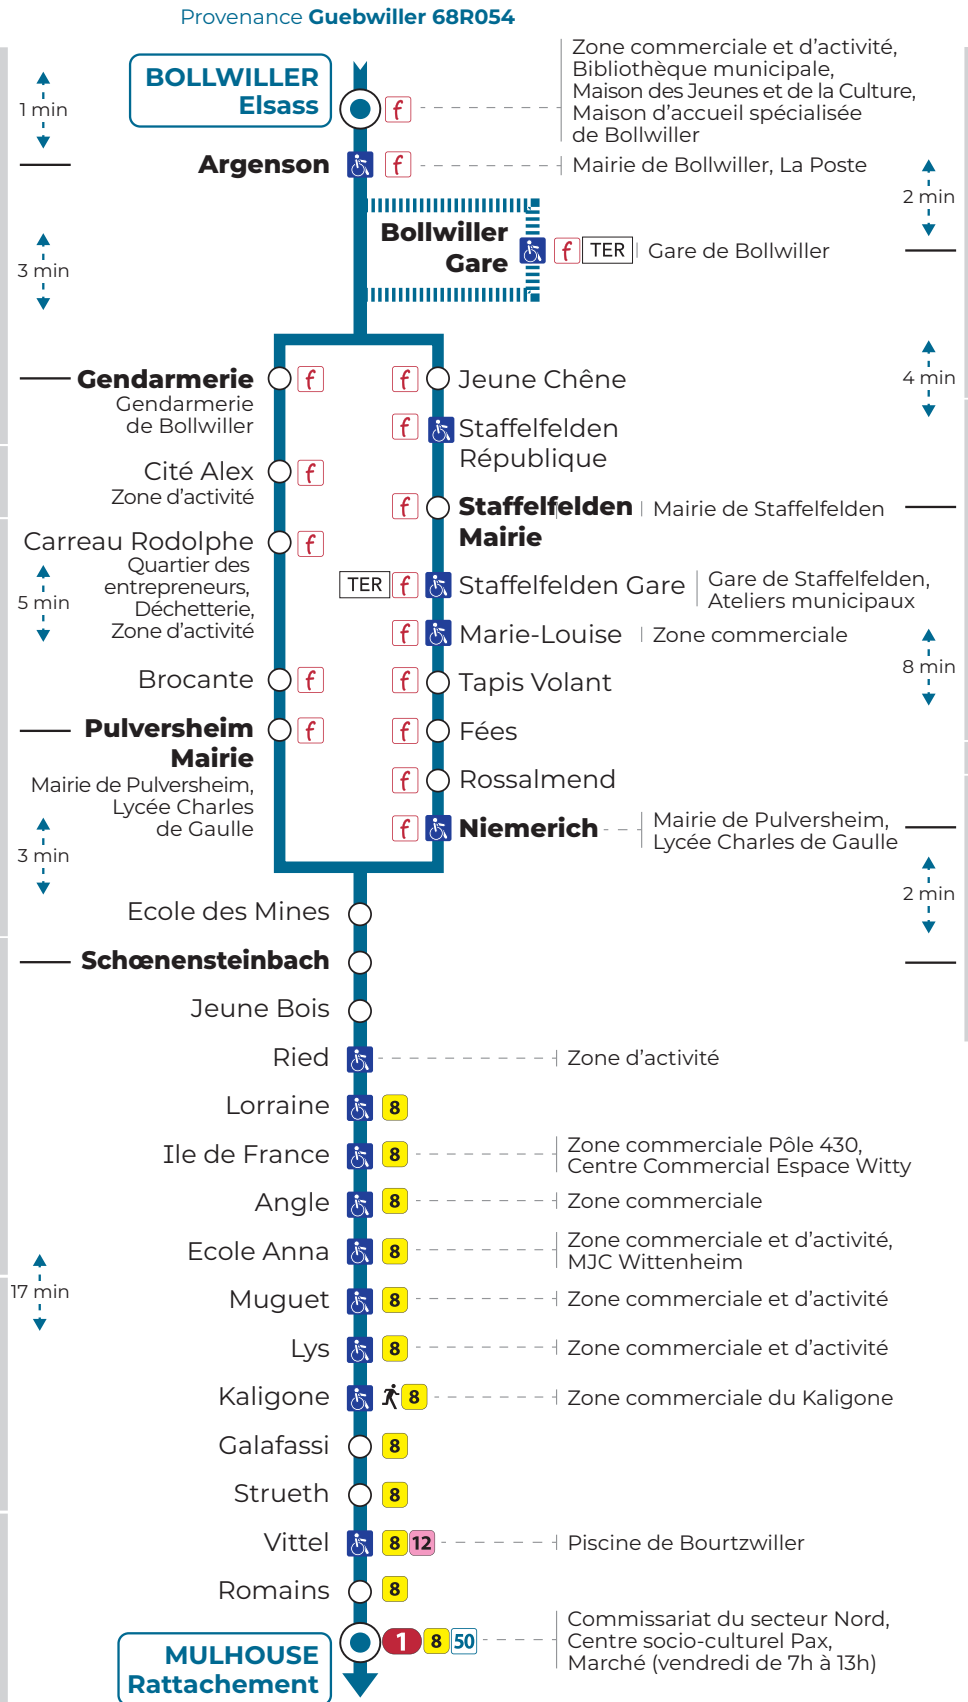 Provenance Guebwiller 68R054
BOLLWILLER
Elsass
f
Zone commerciale et d'activité,
Bibliothèque municipale,
Maison des Jeunes et de la Culture,
Maison d'accueil spécialisée
de Bollwiller
1 min
Argenson
f
Mairie de Bollwiller, La Poste
2 min
Bollwiller
Gare
f TER
Gare de Bollwiller
3 min
Gendarmerie
f
Gendarmerie
de Bollwiller
f
Jeune Chêne
4 min
f
Staffelfelden
République
Cité Alex
f
Zone d'activité
f
Staffelfelden
Mairie
Mairie de Staffelfelden
Carreau Rodolphe
f
Quartier des
entrepreneurs,
Déchetterie,
Zone d'activité
5 min
TER f
Staffelfelden Gare
Gare de Staffelfelden,
Ateliers municipaux
f
Marie-Louise
Zone commerciale
8 min
Brocante
f
f
Tapis Volant
Pulversheim
Mairie
f
Mairie de Pulversheim,
Lycée Charles
de Gaulle
f
Fées
f
Rossalmend
f
Niemerich
Mairie de Pulversheim,
Lycée Charles de Gaulle
3 min
2 min
Ecole des Mines
Schœnensteinbach
Jeune Bois
Ried
Zone d'activité
Lorraine
8
Ile de France
8
Zone commerciale Pôle 430,
Centre Commercial Espace Witty
Angle
8
Zone commerciale
Ecole Anna
8
Zone commerciale et d'activité,
MJC Wittenheim
17 min
Muguet
8
Zone commerciale et d'activité
Lys
8
Zone commerciale et d'activité
Kaligone
8
Zone commerciale du Kaligone
Galafassi
8
Strueth
8
Vittel
8 12
Piscine de Bourtzwiller
Romains
8
MULHOUSE
Rattachement
1 8 50
Commissariat du secteur Nord,
Centre socio-culturel Pax,
Marché (vendredi de 7h à 13h)